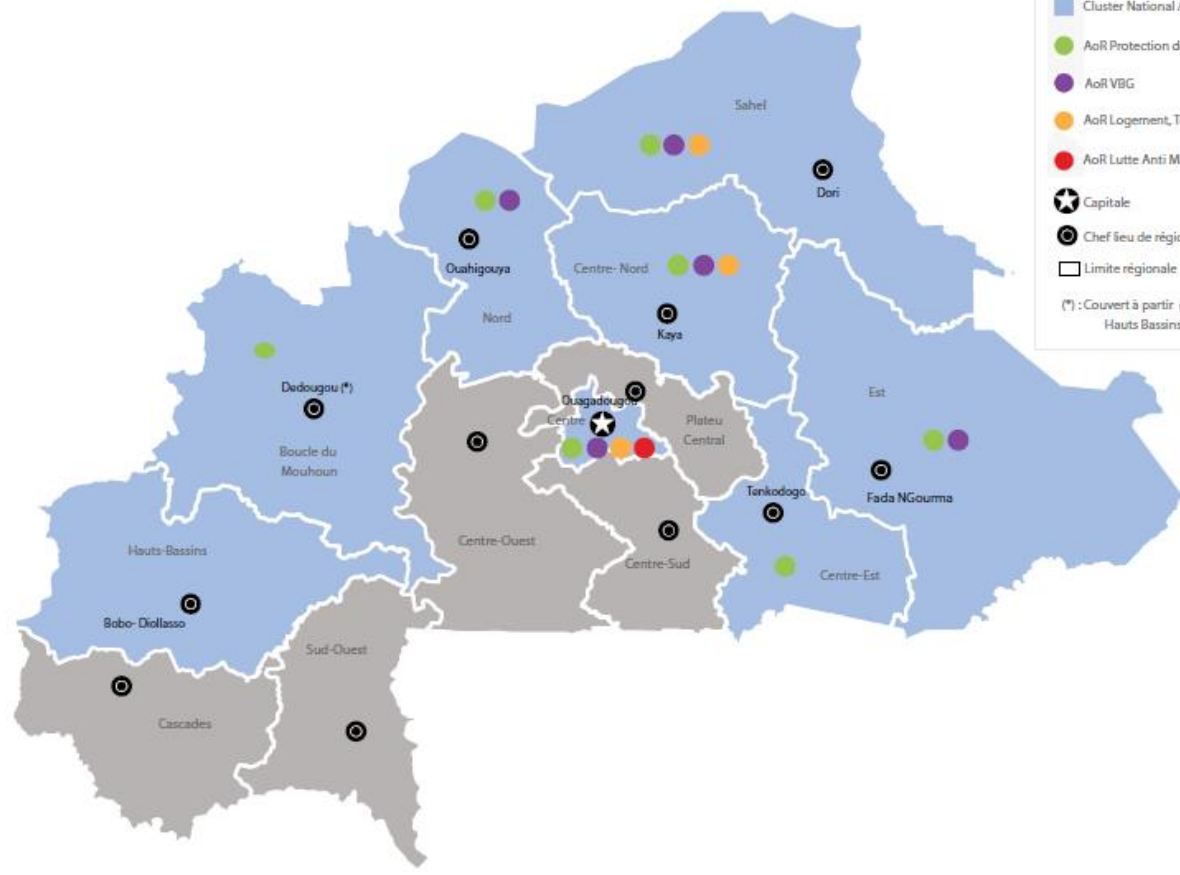 Cluster National
AoR Protection
AoR VBG
AoR Logement,
AoR Lutte Anti
Capitale
Chef lieu de
Limite régionale
(*) : Couvert à partir
Hauts Bassins
Sahel
Dori
Ouahigouya
Nord
Centre- Nord
Kaya
Dedougou (*)
Boucle du
Mouhoun
Ouagadougou
Centre
Plateu
Central
Est
Fada NGourma
Tenkodogo
Centre-Est
Centre-Ouest
Centre-Sud
Hauts-Bassins
Bobo- Diollasso
Sud-Ouest
Cascades